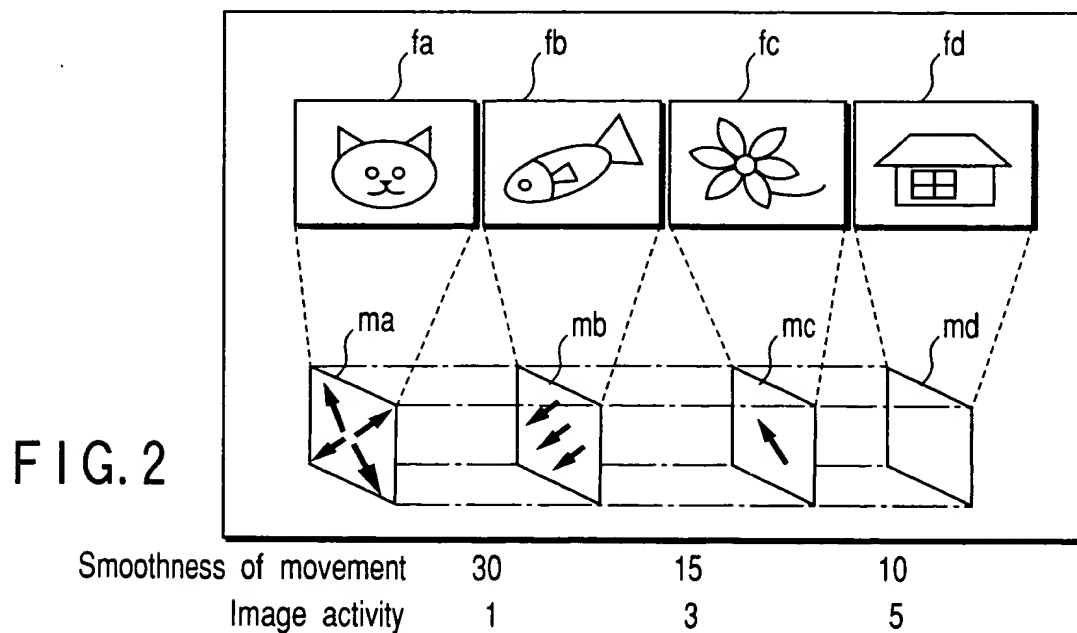 fa fb fc fd
ma mb mc md
FIG. 2
Smoothness of movement 30 15 10
Image activity 1 3 5